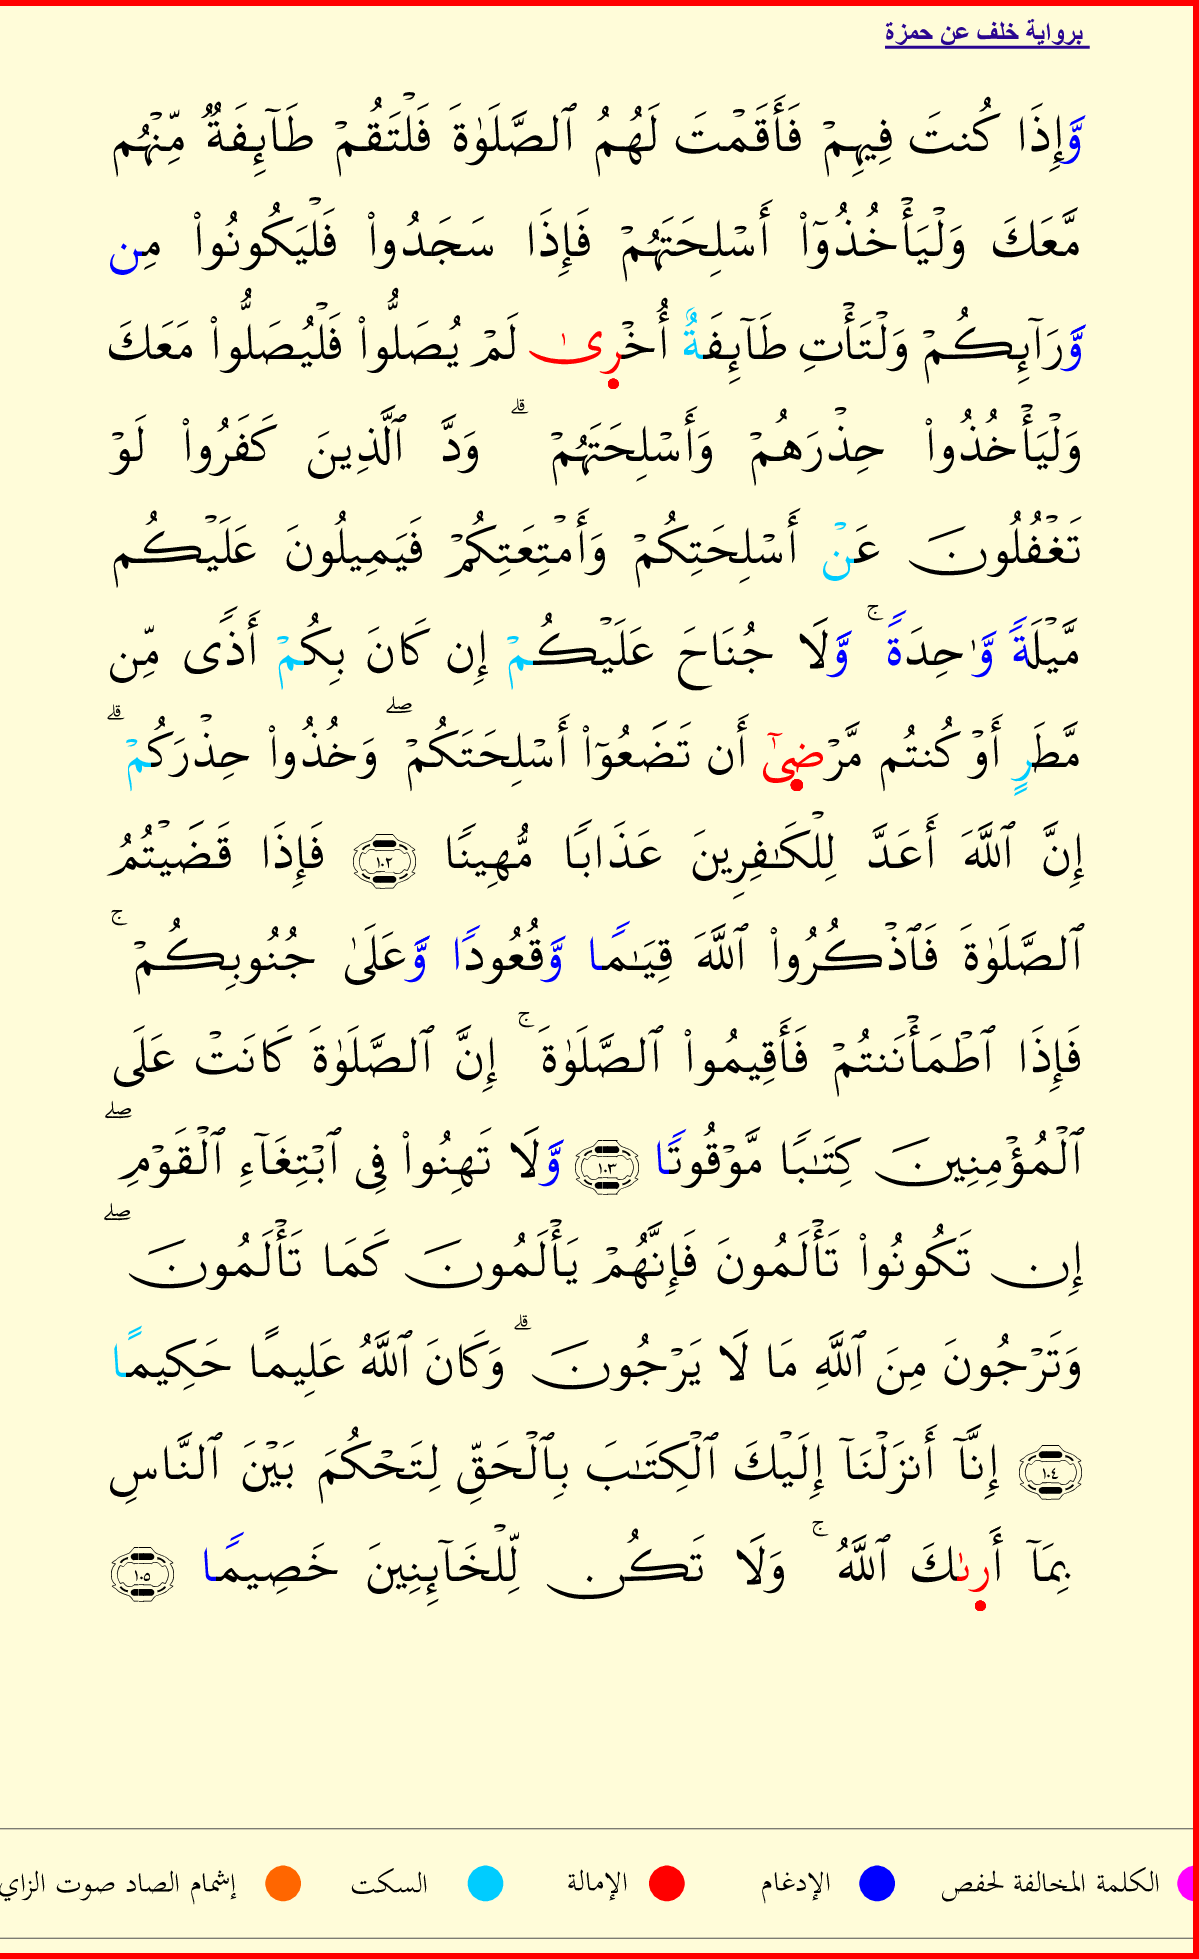 برواية خلف عن حمزة
وَّإِذَا كُنتَ فِيهِمۡ فَأَقَمۡتَ لَهُمُ ٱلصَّلَوٰةَ فَلۡتَقُمۡ طَآئِفَةٞ مِّنۡهُم
مَّعَكَ وَلۡيَأۡخُذُوٓاْ أَسۡلِحَتَهُمۡ فَإِذَا سَجَدُواْ فَلۡيَكُونُواْ مِن
وَّرَآئِكُمۡ وَلۡتَأۡتِ طَآئِفَةٌ أُخۡرِىٰ لَمۡ يُصَلُّواْ فَلۡيُصَلُّواْ مَعَكَ
وَلۡيَأۡخُذُواْ حِذۡرَهُمۡ وَأَسۡلِحَتَهُمۡۗ وَدَّ ٱلَّذِينَ كَفَرُواْ لَوۡ
تَغۡفُلُونَ عَنۡ أَسۡلِحَتِكُمۡ وَأَمۡتِعَتِكُمۡ فَيَمِيلُونَ عَلَيۡكُم
مَّيۡلَةٗ وَّٰحِدَةٗۚ وَّلَا جُنَاحَ عَلَيۡكُمۡ إِن كَانَ بِكُمۡ أَذٗى مِّن
مَّطَرٍ أَوۡ كُنتُم مَّرۡضِىٰٓ أَن تَضَعُوٓاْ أَسۡلِحَتَكُمۡۖ وَخُذُواْ حِذۡرَكُمۡۗ
إِنَّ ٱللَّهَ أَعَدَّ لِلۡكَٰفِرِينَ عَذَابٗا مُّهِينٗا ١٠٢ فَإِذَا قَضَيۡتُمُ
ٱلصَّلَوٰةَ فَٱذۡكُرُواْ ٱللَّهَ قِيَٰمٗا وَّقُعُودٗا وَّعَلَىٰ جُنُوبِكُمۡۚ
فَإِذَا ٱطۡمَأۡنَنتُمۡ فَأَقِيمُواْ ٱلصَّلَوٰةَۚ إِنَّ ٱلصَّلَوٰةَ كَانَتۡ عَلَى
ٱلۡمُؤۡمِنِينَ كِتَٰبٗا مَّوۡقُوتٗا ١٠٣ وَّلَا تَهِنُواْ فِى ٱبۡتِغَآءِ ٱلۡقَوۡمِۖ
إِن تَكُونُواْ تَأۡلَمُونَ فَإِنَّهُمۡ يَأۡلَمُونَ كَمَا تَأۡلَمُونَۖ
وَتَرۡجُونَ مِنَ ٱللَّهِ مَا لَا يَرۡجُونَۗ وَكَانَ ٱللَّهُ عَلِيمًا حَكِيمًا
١٠٤ إِنَّآ أَنزَلۡنَآ إِلَيۡكَ ٱلۡكِتَٰبَ بِٱلۡحَقِّ لِتَحۡكُمَ بَيۡنَ ٱلنَّاسِ
بِمَآ أَرِىٰكَ ٱللَّهُۚ وَلَا تَكُن لِّلۡخَآئِنِينَ خَصِيمٗا ١٠٥
الكلمة المخالفة لحفص الإدغام الإمالة السكت إشمام الصاد صوت الزاي